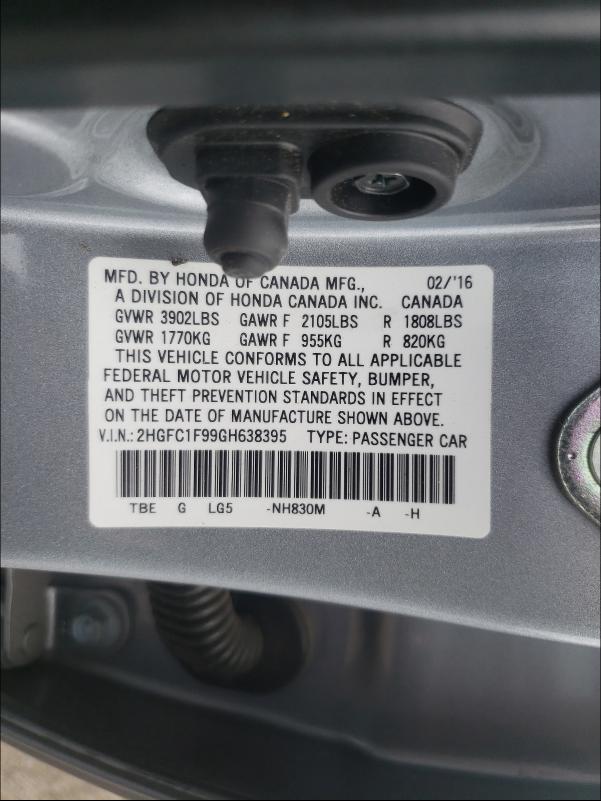 MFD. BY HONDA OF CANADA MFG., 02/'16
A DIVISION OF HONDA CANADA INC. CANADA
GVWR 3902LBS GAWR F 2105LBS R 1808LBS
GVWR 1770KG GAWR F 955KG R 820KG
THIS VEHICLE CONFORMS TO ALL APPLICABLE
FEDERAL MOTOR VEHICLE SAFETY, BUMPER,
AND THEFT PREVENTION STANDARDS IN EFFECT
ON THE DATE OF MANUFACTURE SHOWN ABOVE.
V.I.N.: 2HGFC1F99GH638395 TYPE: PASSENGER CAR
TBE G LG5 -NH830M -A -H